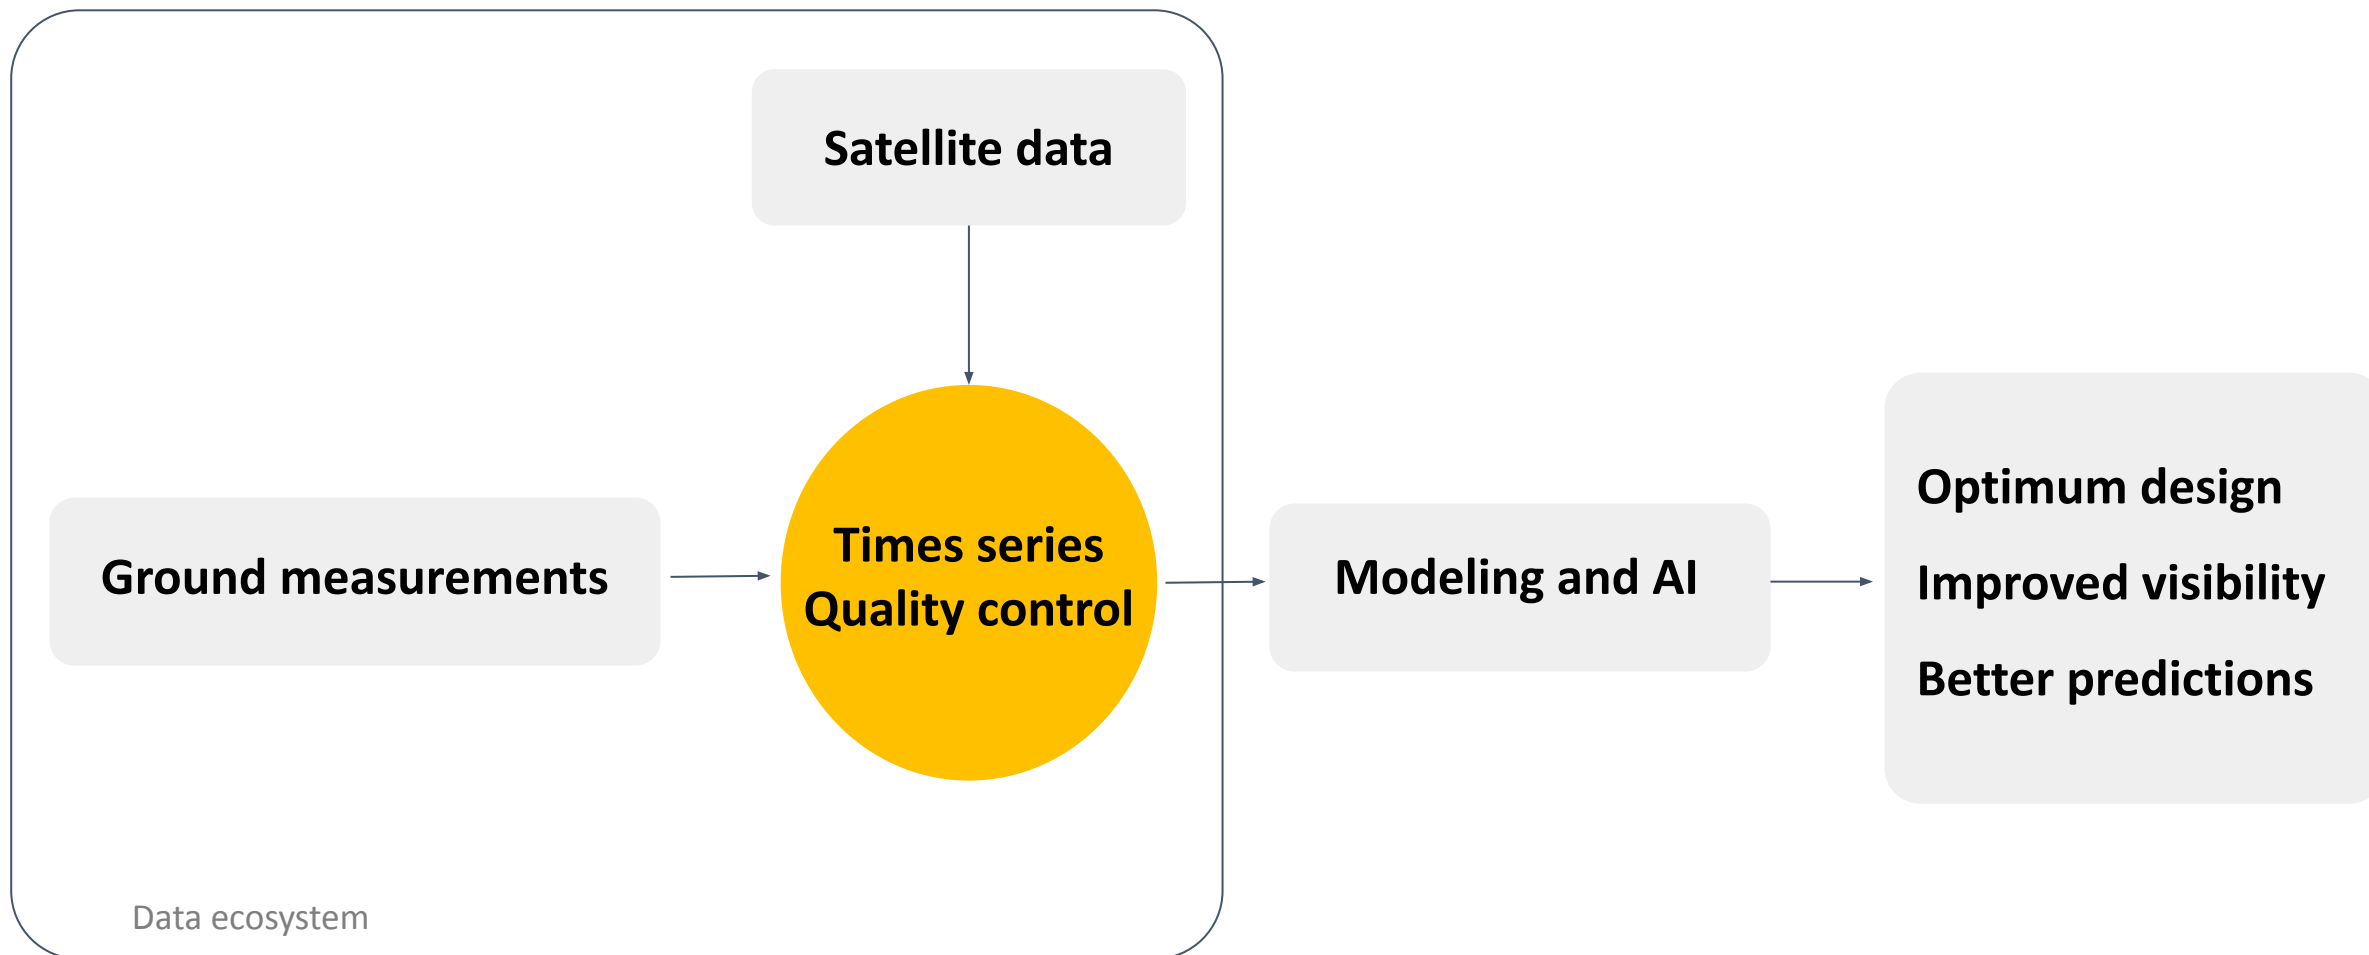 Satellite data
Ground measurements
Times series
Quality control
Modeling and AI
Optimum design
Improved visibility
Better predictions
Data ecosystem